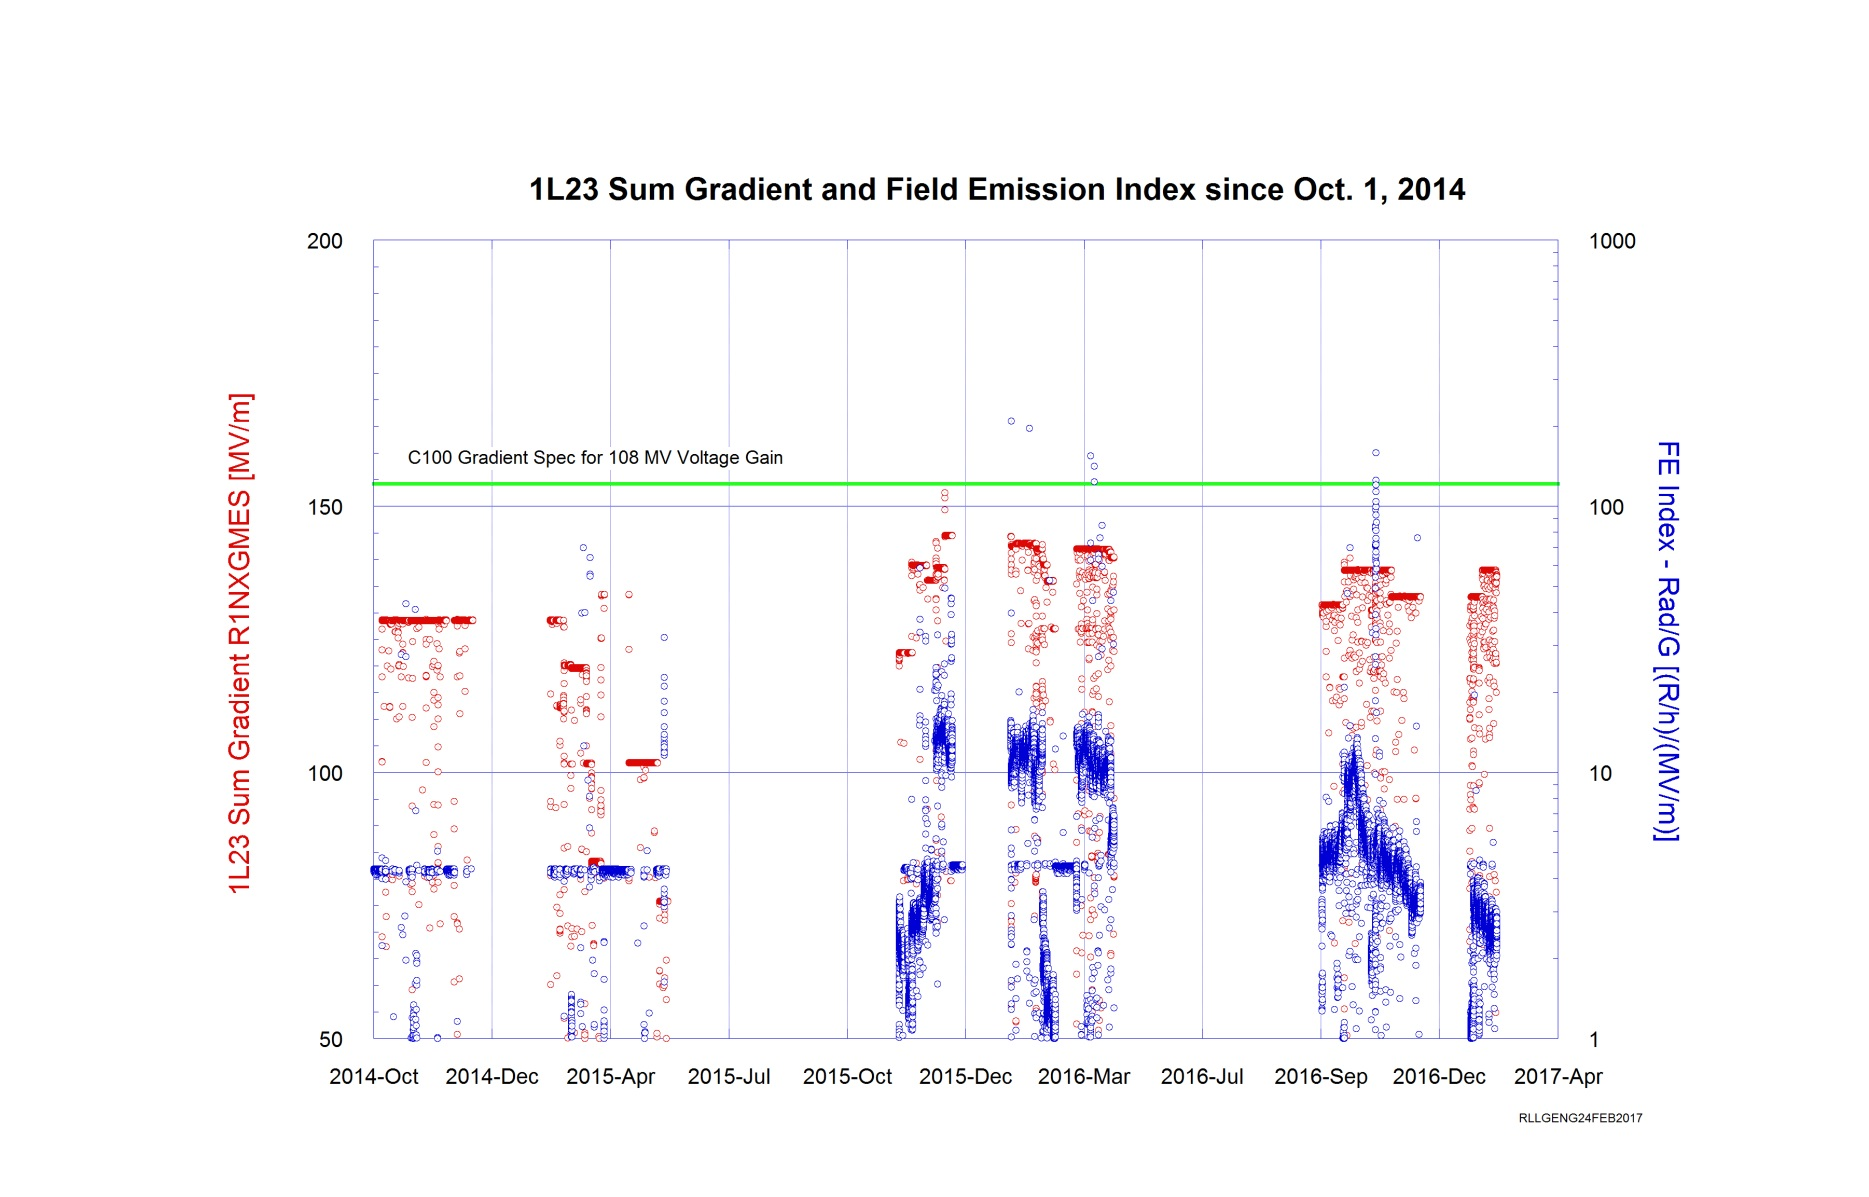 1L23 Sum Gradient and Field Emission Index since Oct. 1, 2014
1L23 Sum Gradient R1NXGMES [MV/m]
200
150
100
50
C100 Gradient Spec for 108 MV Voltage Gain
1000
100
10
1
FE Index - Rad/G [(R/h)/(MV/m)]
2014-Oct 2014-Dec 2015-Apr 2015-Jul 2015-Oct 2015-Dec 2016-Mar 2016-Jul 2016-Sep 2016-Dec 2017-Apr
RLLGENG24FEB2017